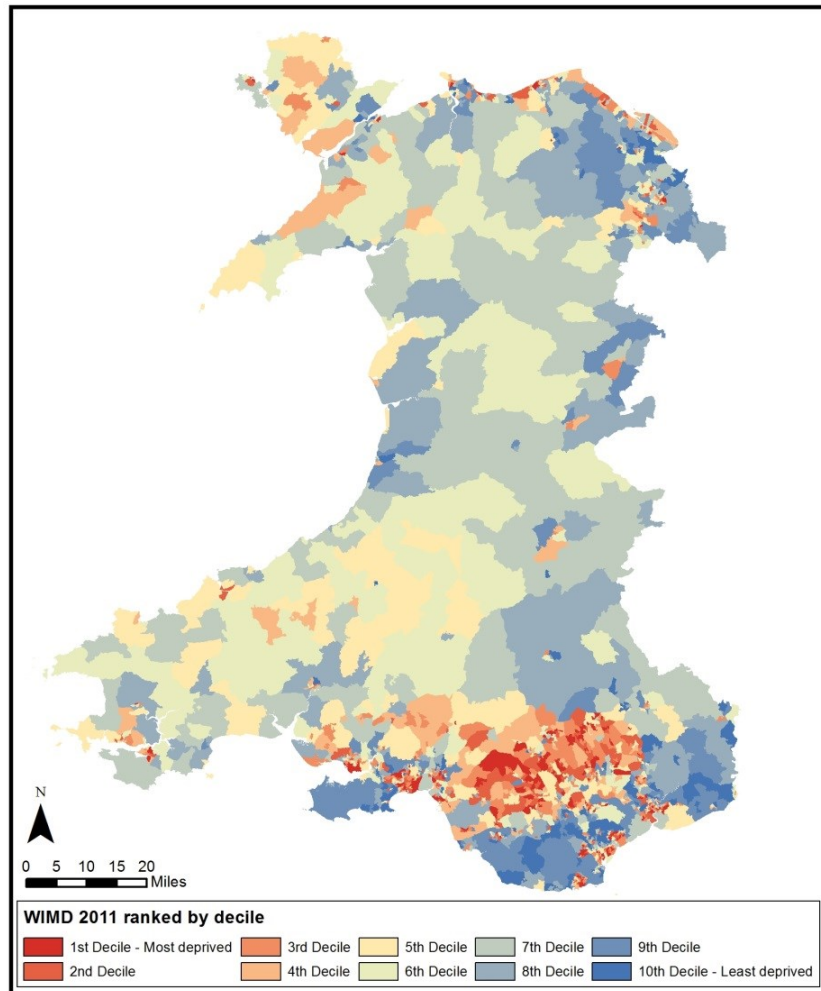 N
0 5 10 15 20
Miles
WIMD 2011 ranked by decile
1st Decile - Most deprived 3rd Decile 5th Decile 7th Decile 9th Decile
2nd Decile 4th Decile 6th Decile 8th Decile 10th Decile - Least deprived